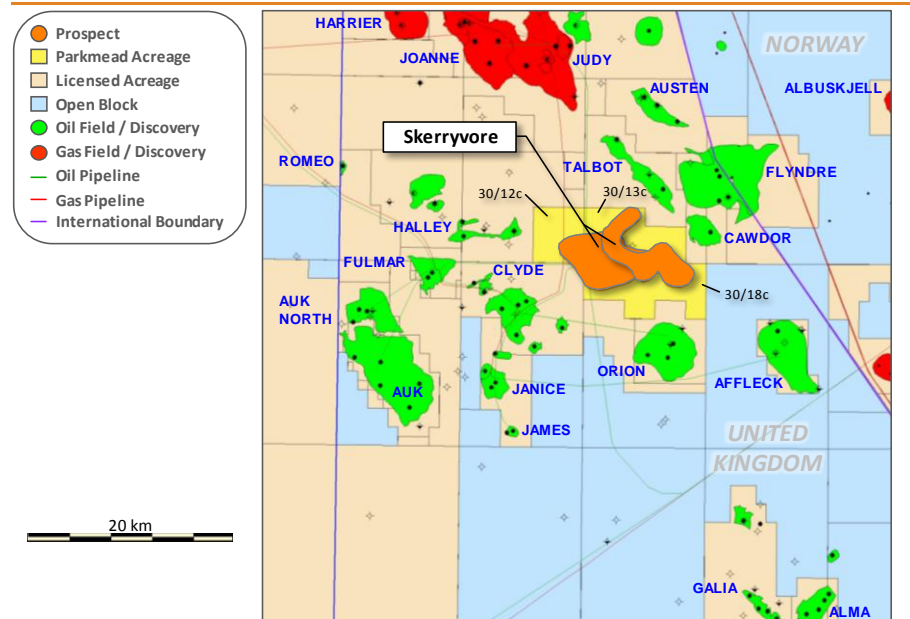 Prospect
Parkmead Acreage
Licensed Acreage
Open Block
Oil Field / Discovery
Gas Field / Discovery
Oil Pipeline
Gas Pipeline
International Boundary
20 km
HARRIER
JOANNE
JUDY
NORWAY
AUSTEN
ALBUSKJELL
Skerryvore
ROMEO
TALBOT
FLYNDRE
30/12c
30/13c
HALLEY
CAWDOR
FULMAR
CLYDE
30/18c
AUK
NORTH
ORION
AFFLECK
AUK
JANICE
JAMES
UNITED
KINGDOM
GALIA
ALMA